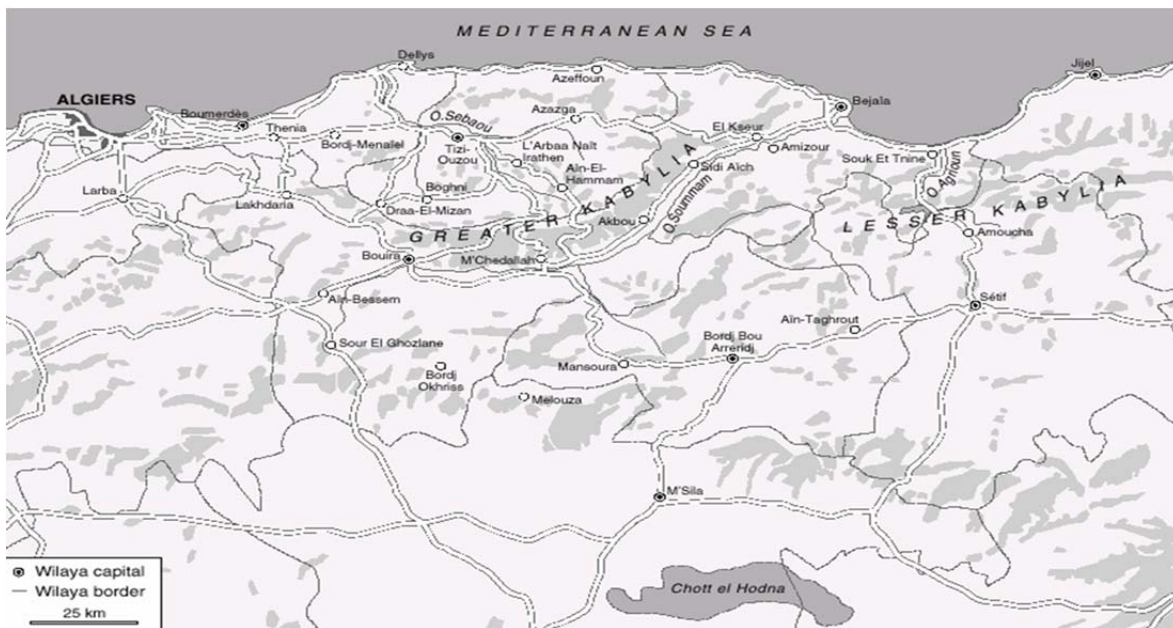 MEDITERRANEAN SEA
Dellys
Azeffoun
Jijel
ALGIERS
Boumerdès
Thenia
Bordj-Menaïel
O.Sebaou
Tizi-
Ouzou
Azazga
L'Arbaa Naït
Irathen
Aïn-El-
Hammam
El Kseur
Bejaïa
Amizour
Sidi Aïch
Souk Et Tnine
O.Agrioun
Larba
Lakhdaria
Boghni
Draa-El-Mizan
GREATER KABYLIA
Akbou
O.Soummam
LESSER KABYLIA
Amoucha
Bouira
M'Chedallah
Aïn-Bessem
Sétif
Aïn-Taghrout
Sour El Ghozlane
Bordj
Okhriss
Mansoura
Bordj Bou
Arreridj
Melouza
M'Sila
Chott el Hodna
Wilaya capital
Wilaya border
25 km